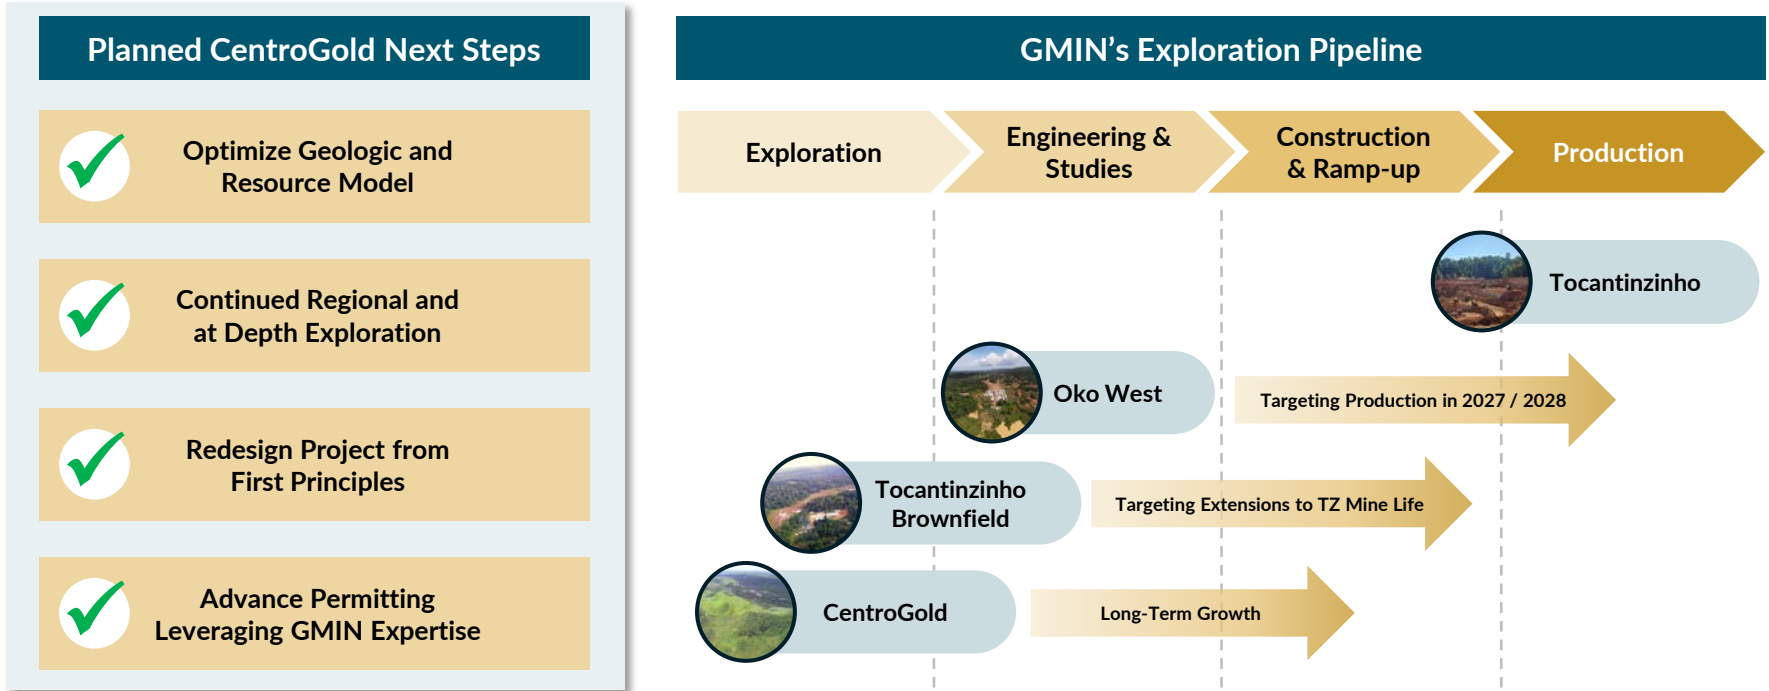 Planned CentroGold Next Steps
Optimize Geologic and
Resource Model
Continued Regional and
at Depth Exploration
Redesign Project from
First Principles
Advance Permitting
Leveraging GMIN Expertise
GMIN’s Exploration Pipeline
Exploration
Engineering &
Studies
Construction
& Ramp-up
Production
Tocantinzinho
Oko West
Targeting Production in 2027 / 2028
Tocantinzinho
Brownfield
Targeting Extensions to TZ Mine Life
CentroGold
Long-Term Growth